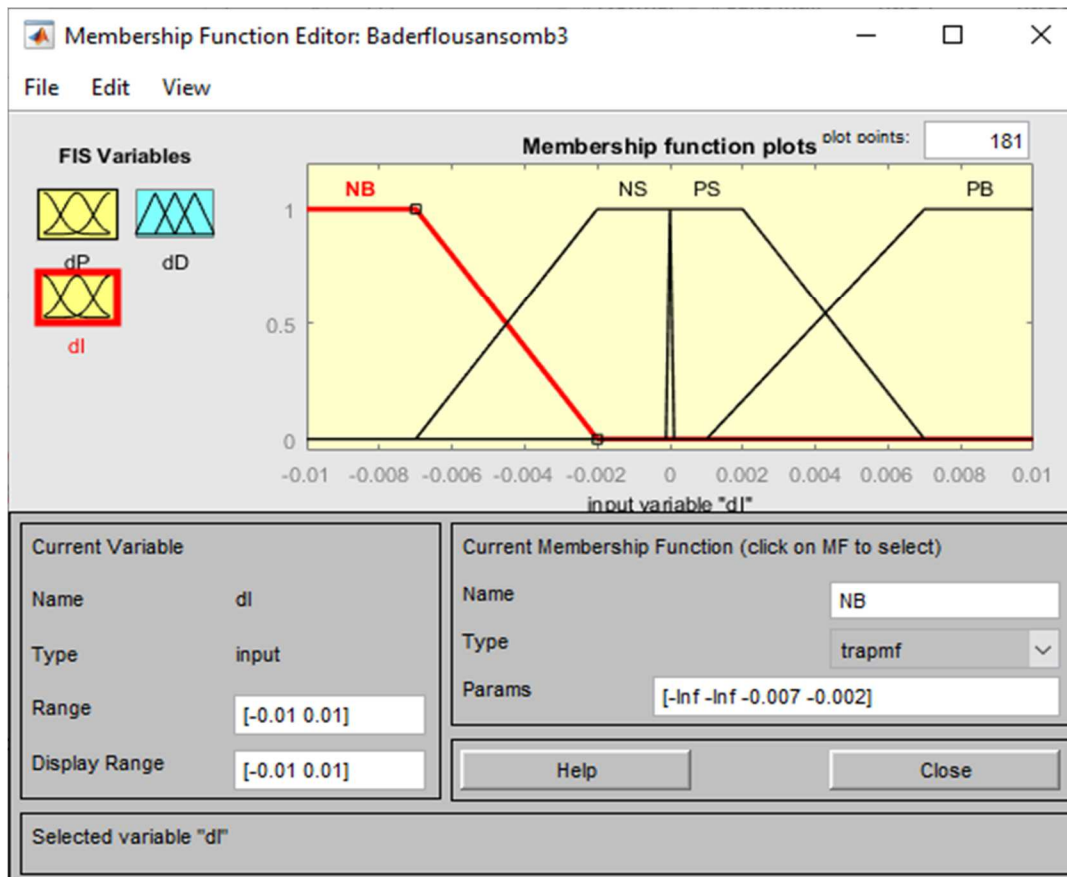 Membership Function Editor: Baderflousansomb3
File Edit View
FIS Variables
dP dD
dI
Membership function plots plot points: 181
NB NS PS PB
1
0.5
0
-0.01 -0.008 -0.006 -0.004 -0.002 0 0.002 0.004 0.006 0.008 0.01
input variable "dI"
Current Variable
Name dI
Type input
Range [-0.01 0.01]
Display Range [-0.01 0.01]
Current Membership Function (click on MF to select)
Name NB
Type trapmf
Params [-Inf -Inf -0.007 -0.002]
Help Close
Selected variable "dI"